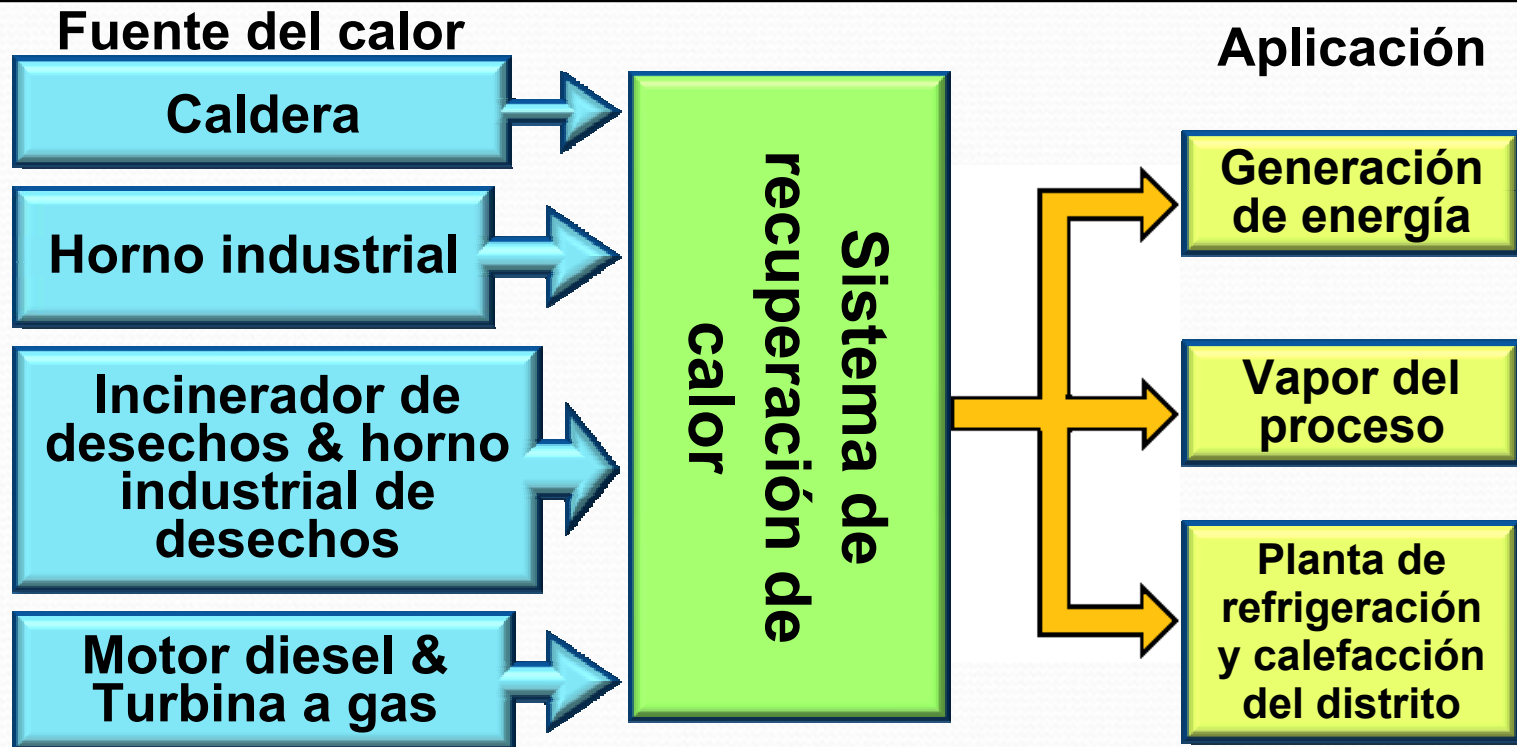 Fuente del calor
Caldera
Horno industrial
Incinerador de
desechos & horno
industrial de
desechos
Motor diesel &
Turbina a gas
Sistema de
recuperación de
calor
Aplicación
Generación
de energía
Vapor del
proceso
Planta de
refrigeración
y calefacción
del distrito